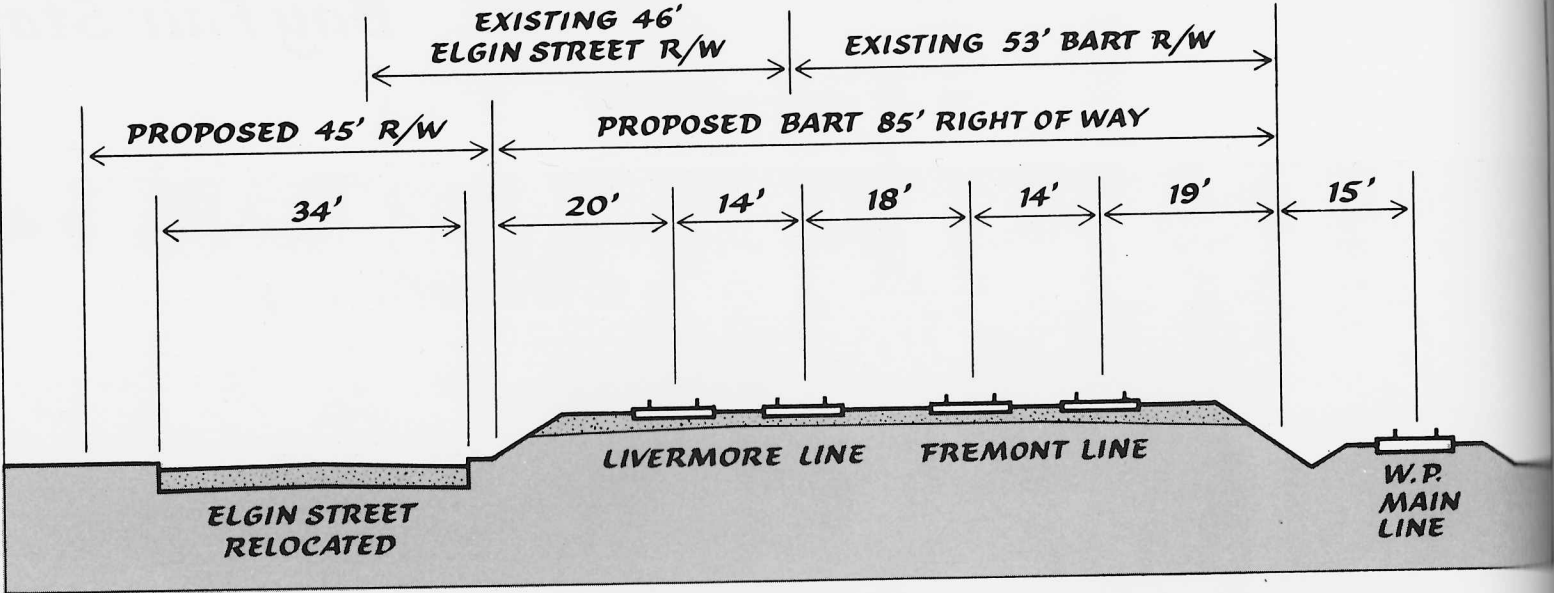 EXISTING 46'
ELGIN STREET R/W
EXISTING 53' BART R/W
PROPOSED 45' R/W
PROPOSED BART 85' RIGHT OF WAY
34'
20'
14'
18'
14'
19'
15'
LIVERMORE LINE
FREMONT LINE
ELGIN STREET
RELOCATED
W.P.
MAIN
LINE